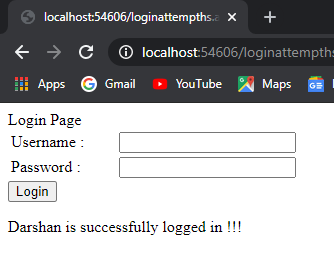 localhost:54606/loginattempths.a
localhost:54606/loginattempths
Apps Gmail YouTube Maps
Login Page
Username :
Password :
Login
Darshan is successfully logged in !!!